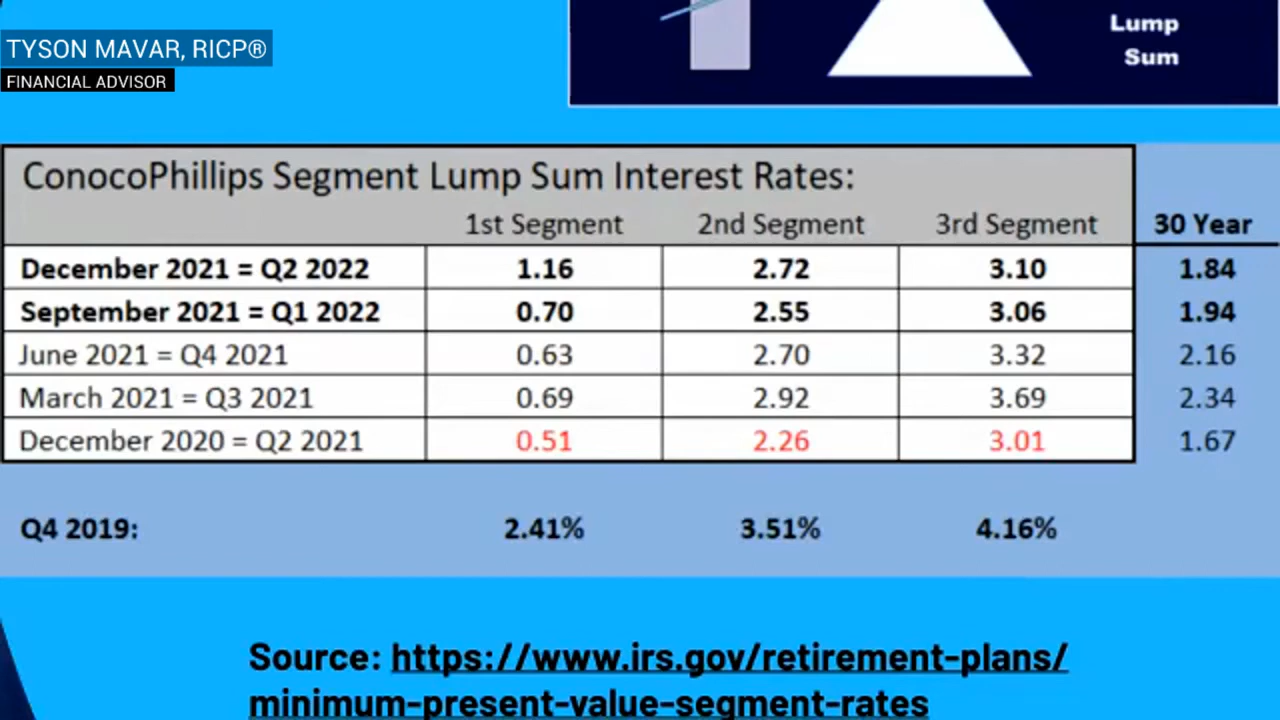 Lump
Sum
TYSON MAVAR, RICP®
FINANCIAL ADVISOR
ConocoPhillips Segment Lump Sum Interest Rates:
1st Segment 2nd Segment 3rd Segment 30 Year
December 2021 = Q2 2022 1.16 2.72 3.10 1.84
September 2021 = Q1 2022 0.70 2.55 3.06 1.94
June 2021 = Q4 2021 0.63 2.70 3.32 2.16
March 2021 = Q3 2021 0.69 2.92 3.69 2.34
December 2020 = Q2 2021 0.51 2.26 3.01 1.67
Q4 2019: 2.41% 3.51% 4.16%
Source: https://www.irs.gov/retirement-plans/
minimum-present-value-segment-rates